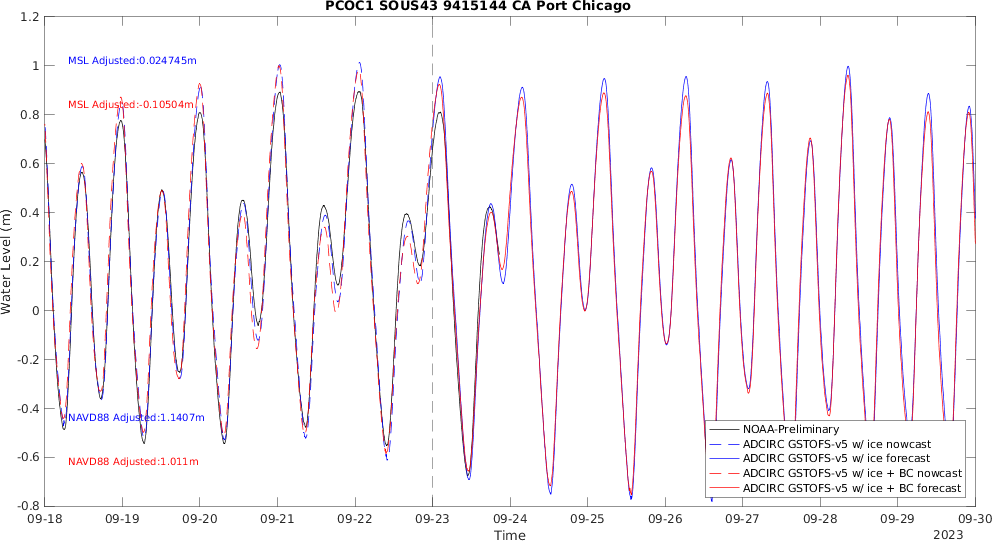 PCOC1 SOUS43 9415144 CA Port Chicago
1.2
1
0.8
0.6
0.4
0.2
0
-0.2
-0.4
-0.6
-0.8
Water Level (m)
MSL Adjusted:0.024745m
MSL Adjusted:-0.10504m
NAVD88 Adjusted:1.1407m
NAVD88 Adjusted:1.011m
NOAA-Preliminary
ADCIRC GSTOFS-v5 w/ ice nowcast
ADCIRC GSTOFS-v5 w/ ice forecast
ADCIRC GSTOFS-v5 w/ ice + BC nowcast
ADCIRC GSTOFS-v5 w/ ice + BC forecast
09-18 09-19 09-20 09-21 09-22 09-23 09-24 09-25 09-26 09-27 09-28 09-29 09-30
Time
2023